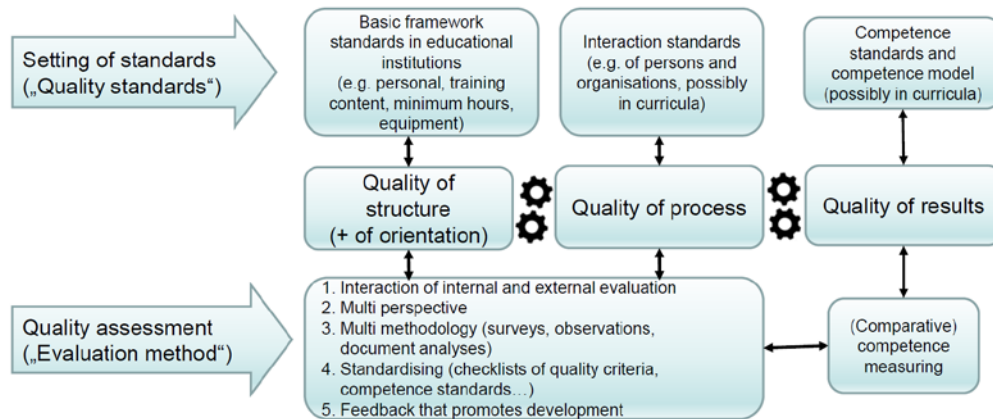 Setting of standards
(„Quality standards“)
Basic framework
standards in educational
institutions
(e.g. personal, training
content, minimum hours,
equipment)
Interaction standards
(e.g. of persons and
organisations, possibly
in curricula)
Competence
standards and
competence model
(possibly in curricula)
Quality of
structure
(+ of orientation)
Quality of process
Quality of results
Quality assessment
(„Evaluation method“)
1. Interaction of internal and external evaluation
2. Multi perspective
3. Multi methodology (surveys, observations,
document analyses)
4. Standardising (checklists of quality criteria,
competence standards…)
5. Feedback that promotes development
(Comparative)
competence
measuring